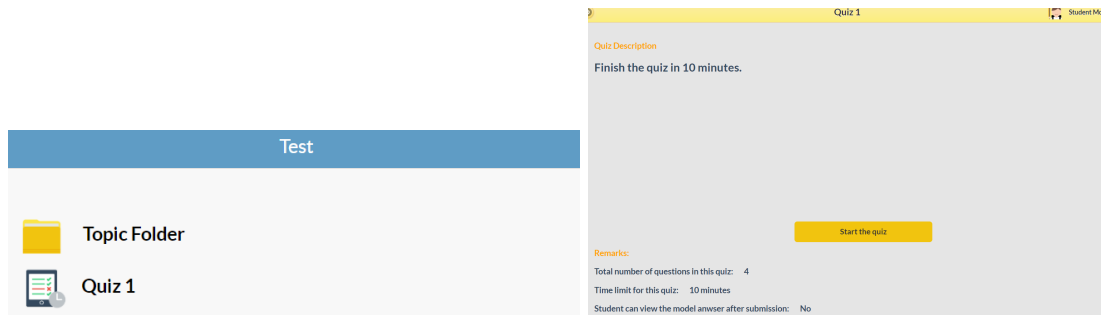 Test
Topic Folder
Quiz 1
Quiz 1
Student
Quiz Description
Finish the quiz in 10 minutes.
Start the quiz
Remarks:
Total number of questions in this quiz: 4
Time limit for this quiz: 10 minutes
Student can view the model anwser after submission: No